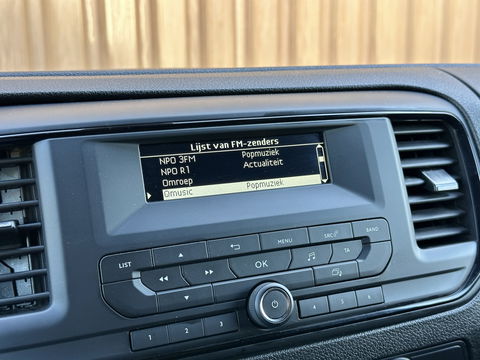 Lijst van FM-zenders
NPO 3FM Popmuziek
NPO R1 Actualiteit
Omroep
Qmusic Popmuziek
MENU SRC BAND
LIST OK TA
1 2 3 4 5 6